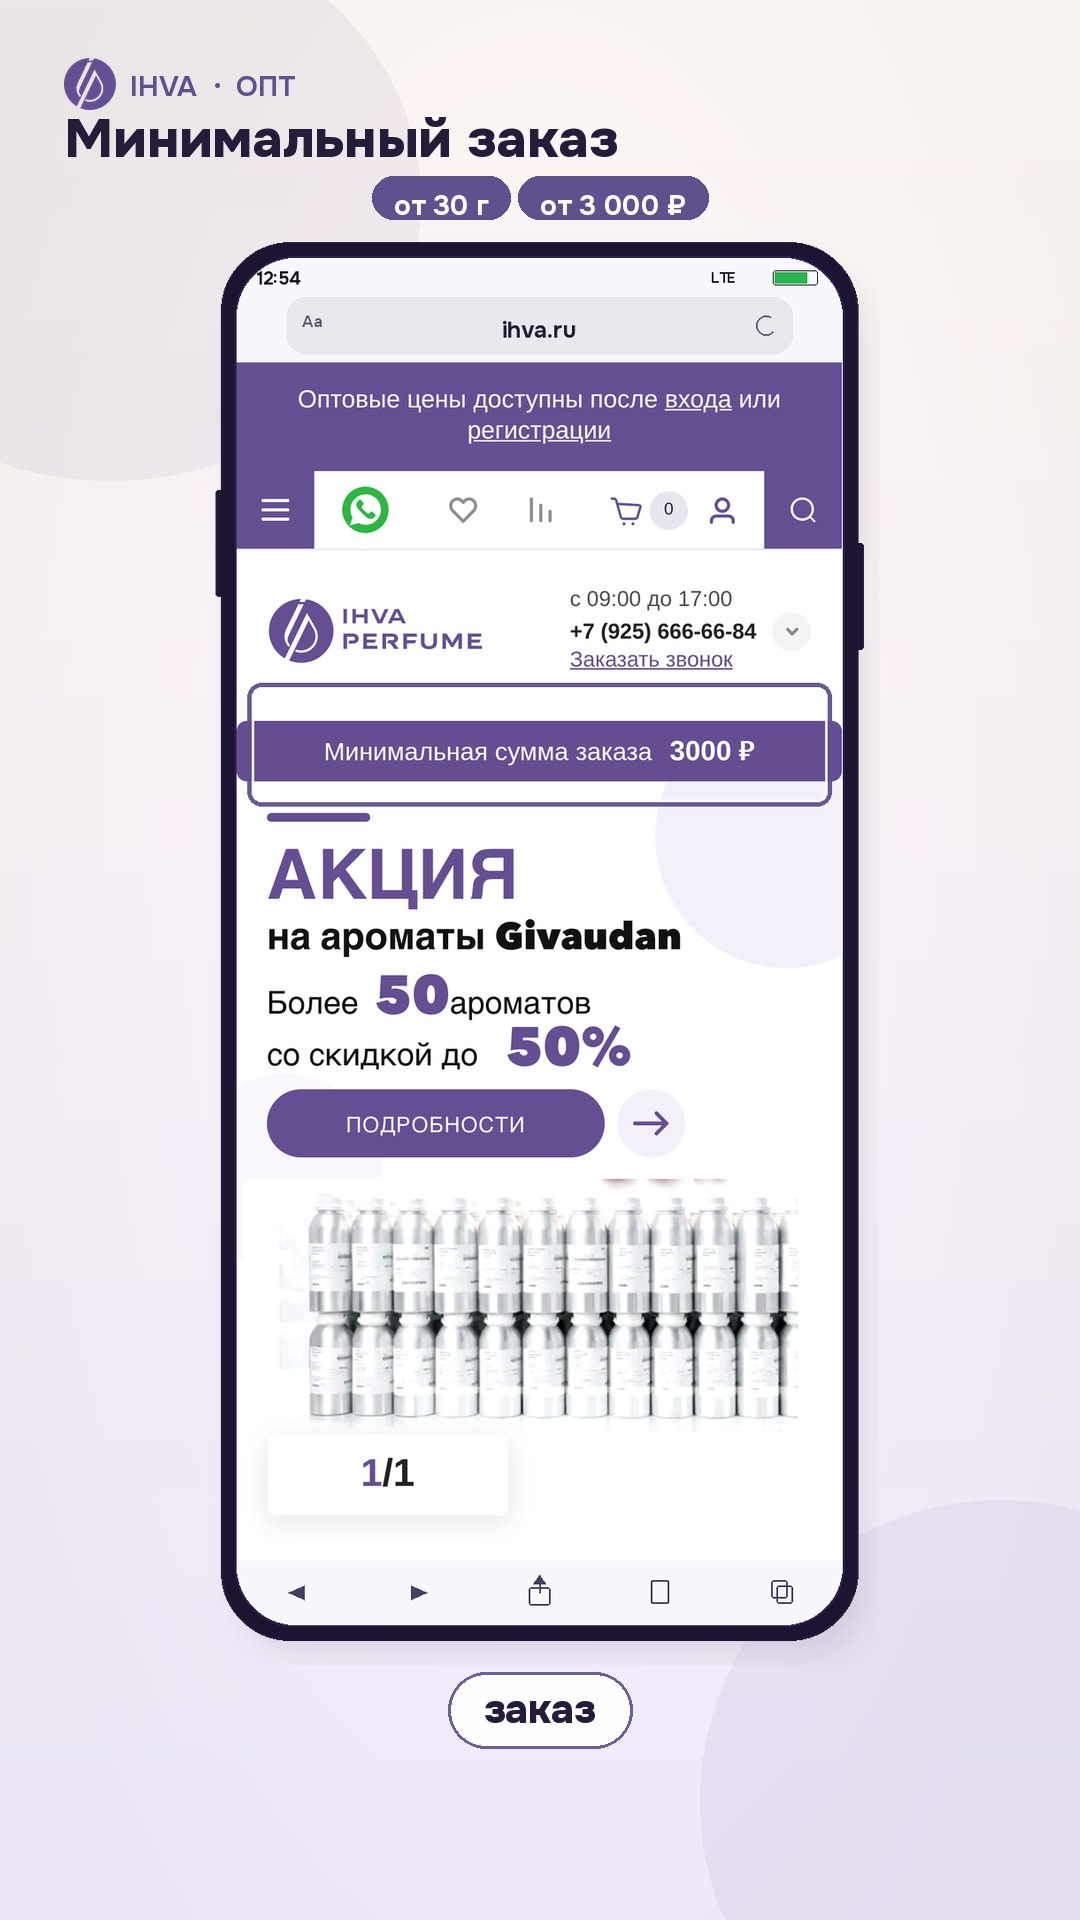 IHVA · ОПТ
Минимальный заказ
от 30 г от 3 000 ₽
12:54 LTE
Aa ihva.ru
Оптовые цены доступны после входа или
регистрации
0
IHVA
PERFUME
с 09:00 до 17:00
+7 (925) 666-66-84
Заказать звонок
Минимальная сумма заказа 3000 ₽
АКЦИЯ
на ароматы Givaudan
Более 50 ароматов
со скидкой до 50%
ПОДРОБНОСТИ
1/1
заказ